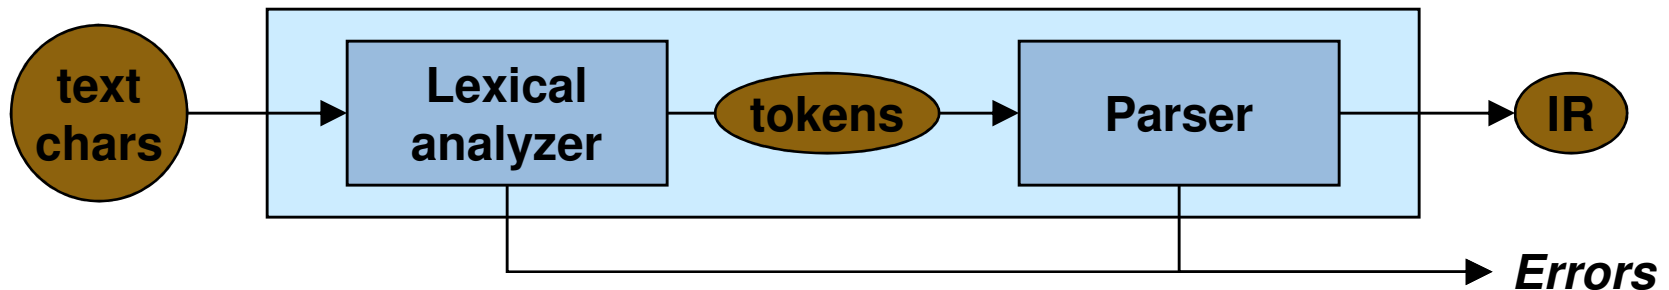 text
chars
Lexical
analyzer
tokens
Parser
IR
Errors